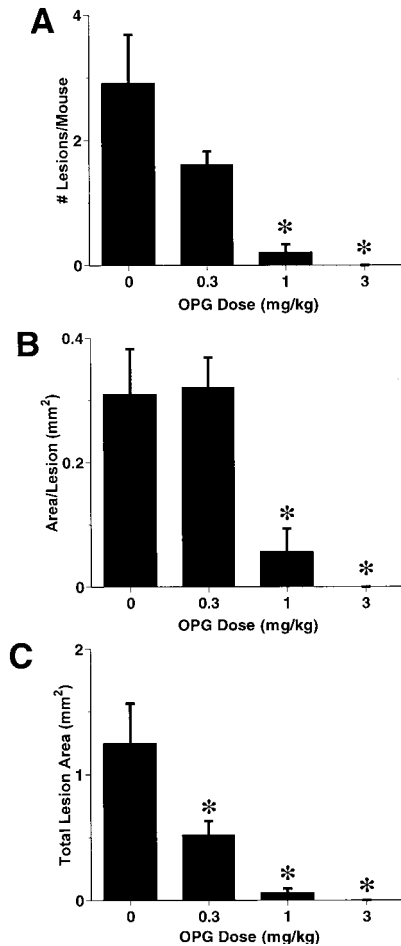 A
# Lesions/Mouse
4
2
0
*
*
0 0.3 1 3
OPG Dose (mg/kg)
B
Area/Lesion (mm²)
0.4
0.2
0
*
*
0 0.3 1 3
OPG Dose (mg/kg)
C
Total Lesion Area (mm²)
2
1
0
*
*
*
0 0.3 1 3
OPG Dose (mg/kg)